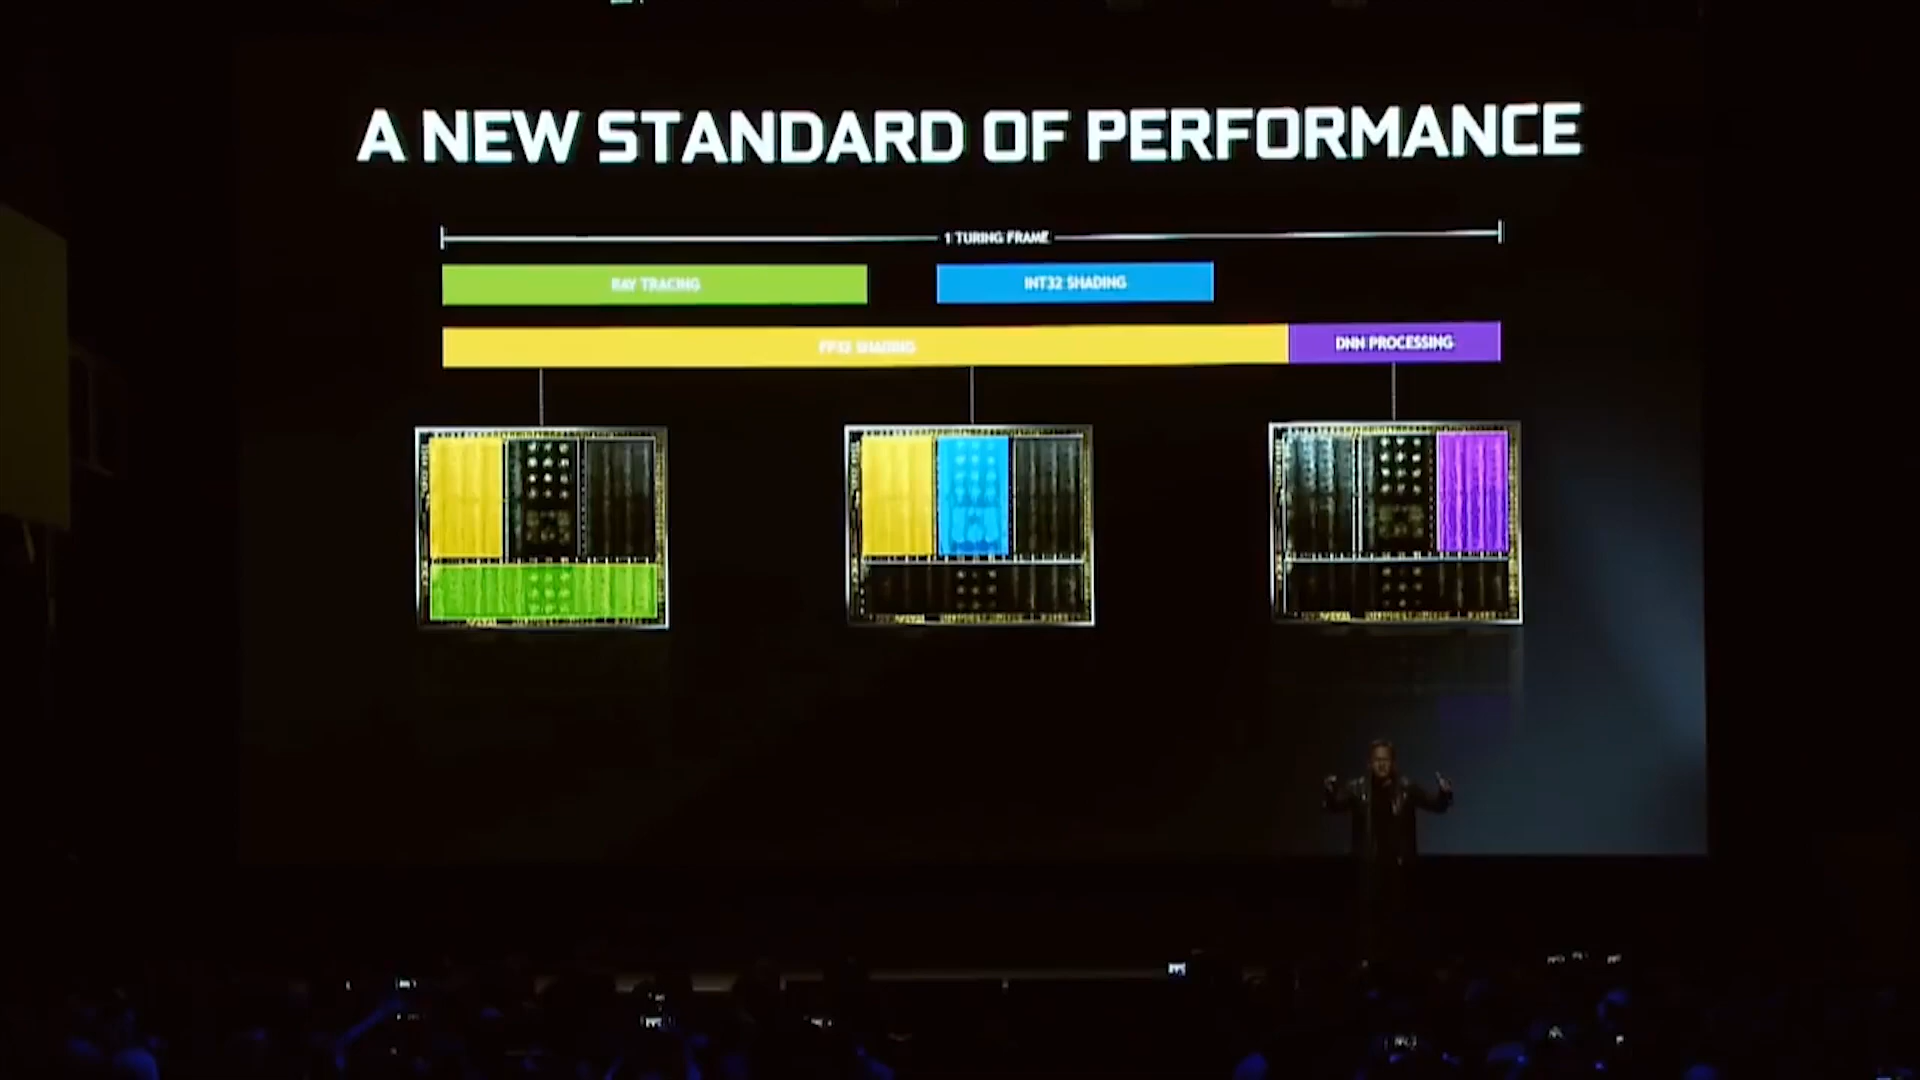 A NEW STANDARD OF PERFORMANCE
1 TURING FRAME
RAY TRACING
INT32 SHADING
FP32 SHADING
DNN PROCESSING